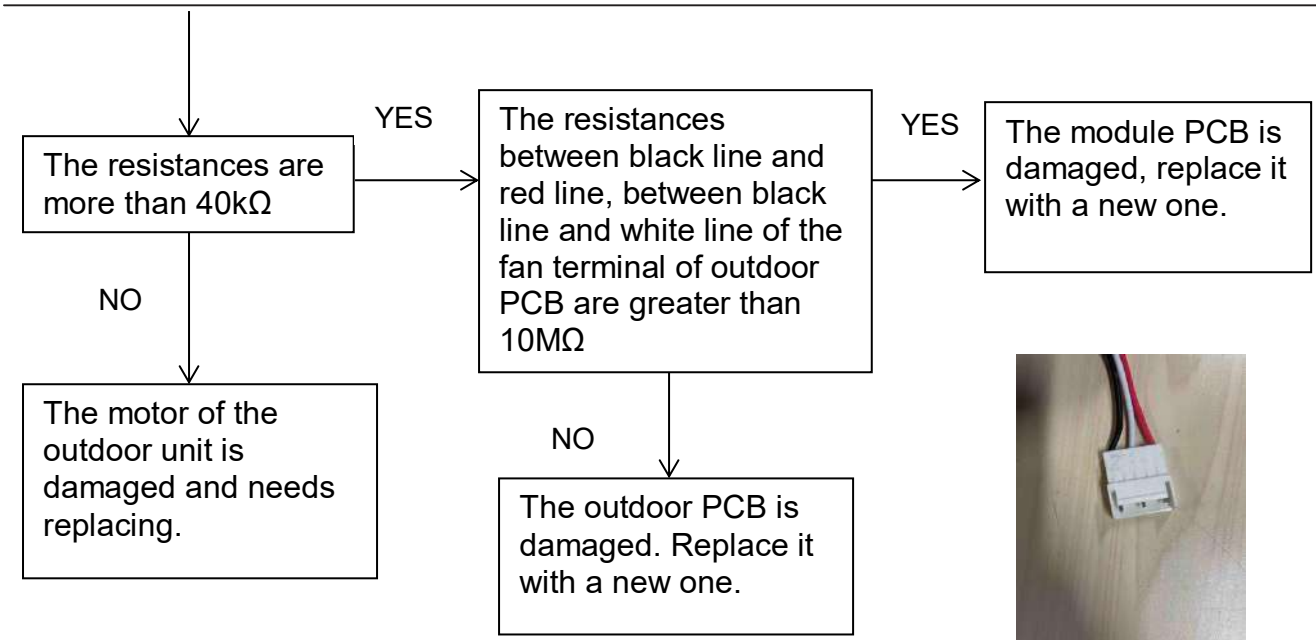 The resistances are
more than 40kΩ
YES
The resistances
between black line and
red line, between black
line and white line of the
fan terminal of outdoor
PCB are greater than
10MΩ
YES
The module PCB is
damaged, replace it
with a new one.
NO
The motor of the
outdoor unit is
damaged and needs
replacing.
NO
The outdoor PCB is
damaged. Replace it
with a new one.